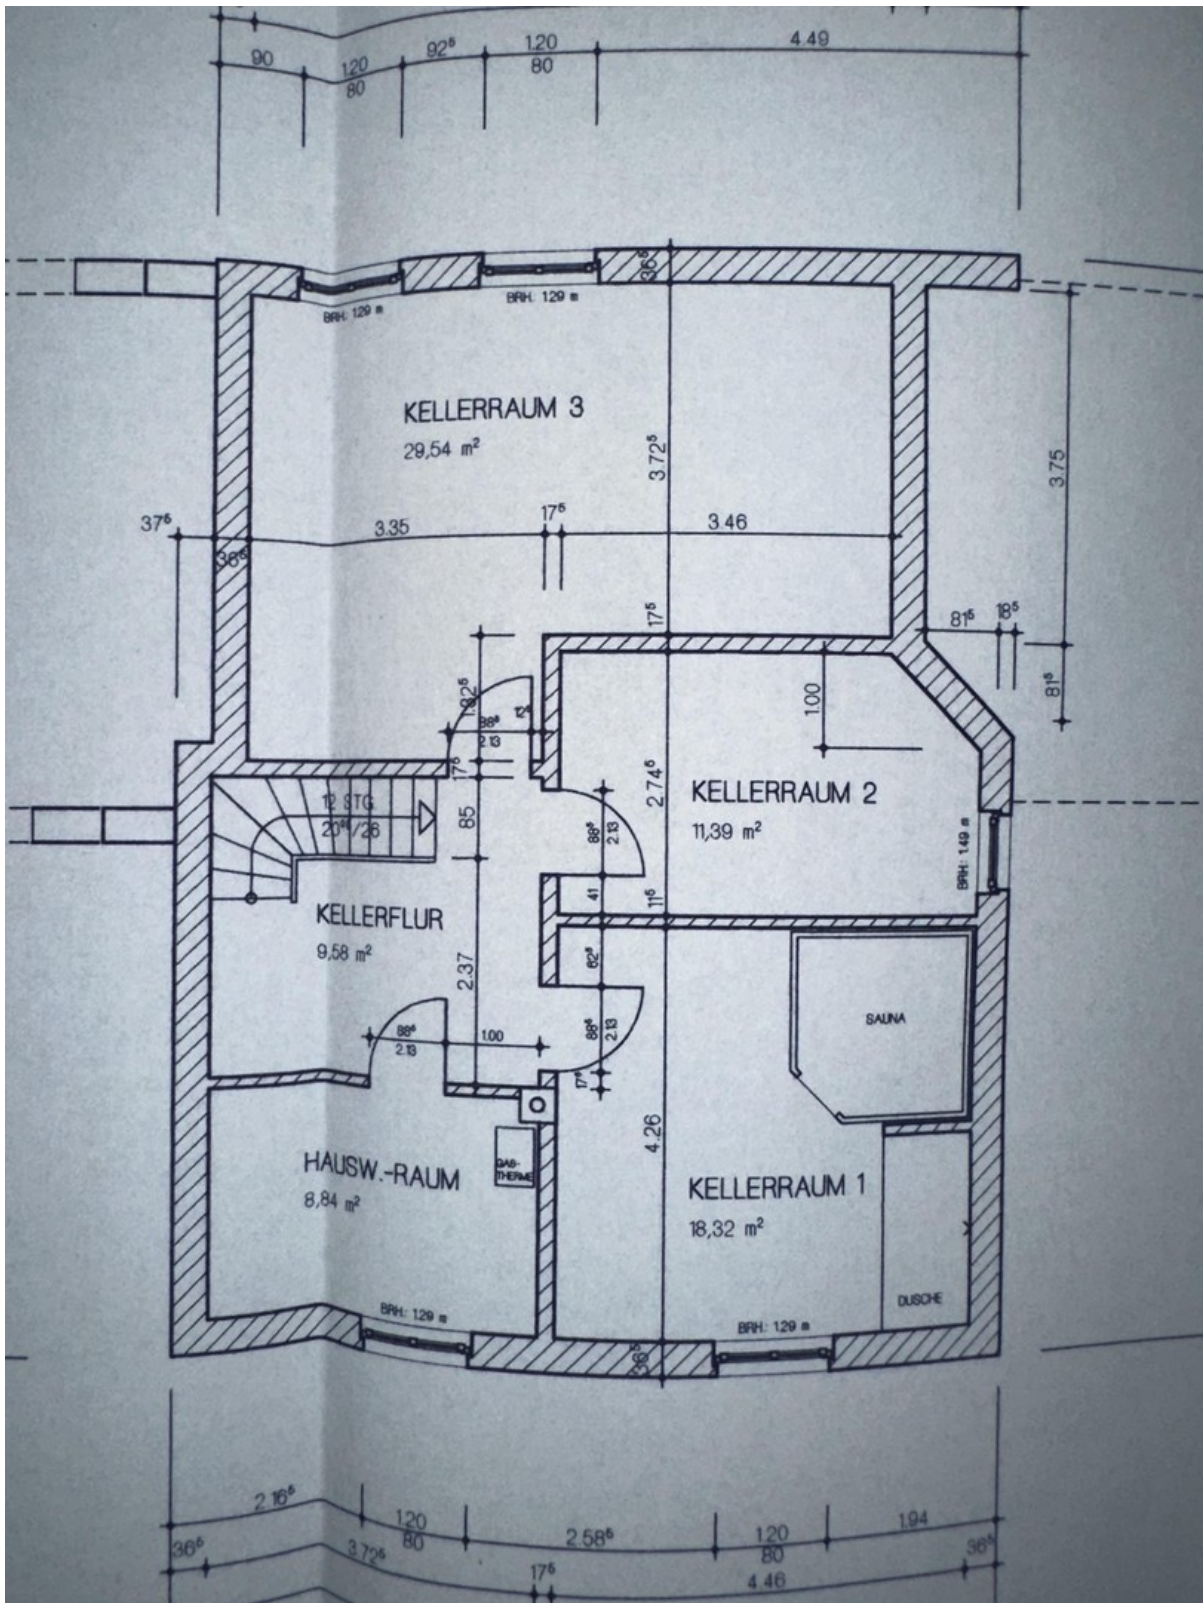 90
1.20
80
92⁵
1.20
80
4.49
36⁵
BRH.: 1.29 m
BRH.: 1.29 m
KELLERRAUM 3
29,54 m²
3.72⁵
3.75
37⁵
36⁵
3.35
17⁵
3.46
17⁵
81⁵
18⁵
81⁵
1.82⁵
88⁵
2.13
12⁵
1.00
17⁵
12 STG.
85
2.74⁵
KELLERRAUM 2
11,39 m²
88⁵
2.13
BRH.: 1.49 m
41
11⁵
KELLERFLUR
9,58 m²
2.37
62⁵
SAUNA
88⁵
2.13
1.00
88⁵
2.13
17⁵
4.26
HAUSW.-RAUM
8,84 m²
GAS-
THERME
KELLERRAUM 1
18,32 m²
DUSCHE
BRH.: 1.29 m
BRH.: 1.29 m
36⁵
2.16⁵
1.20
80
2.58⁵
1.20
80
1.94
36⁵
3.72⁵
17⁵
4.46
36⁵